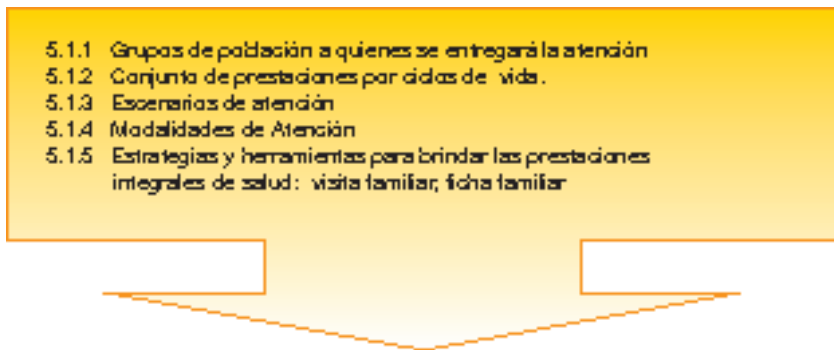 5.1.1 Grupos de población a quienes se entregará la atención
5.1.2 Conjunto de prestaciones por ciclos de vida.
5.1.3 Escenarios de atención
5.1.4 Modalidades de Atención
5.1.5 Estrategias y herramientas para brindar las prestaciones
integrales de salud: visita familiar, ficha familiar